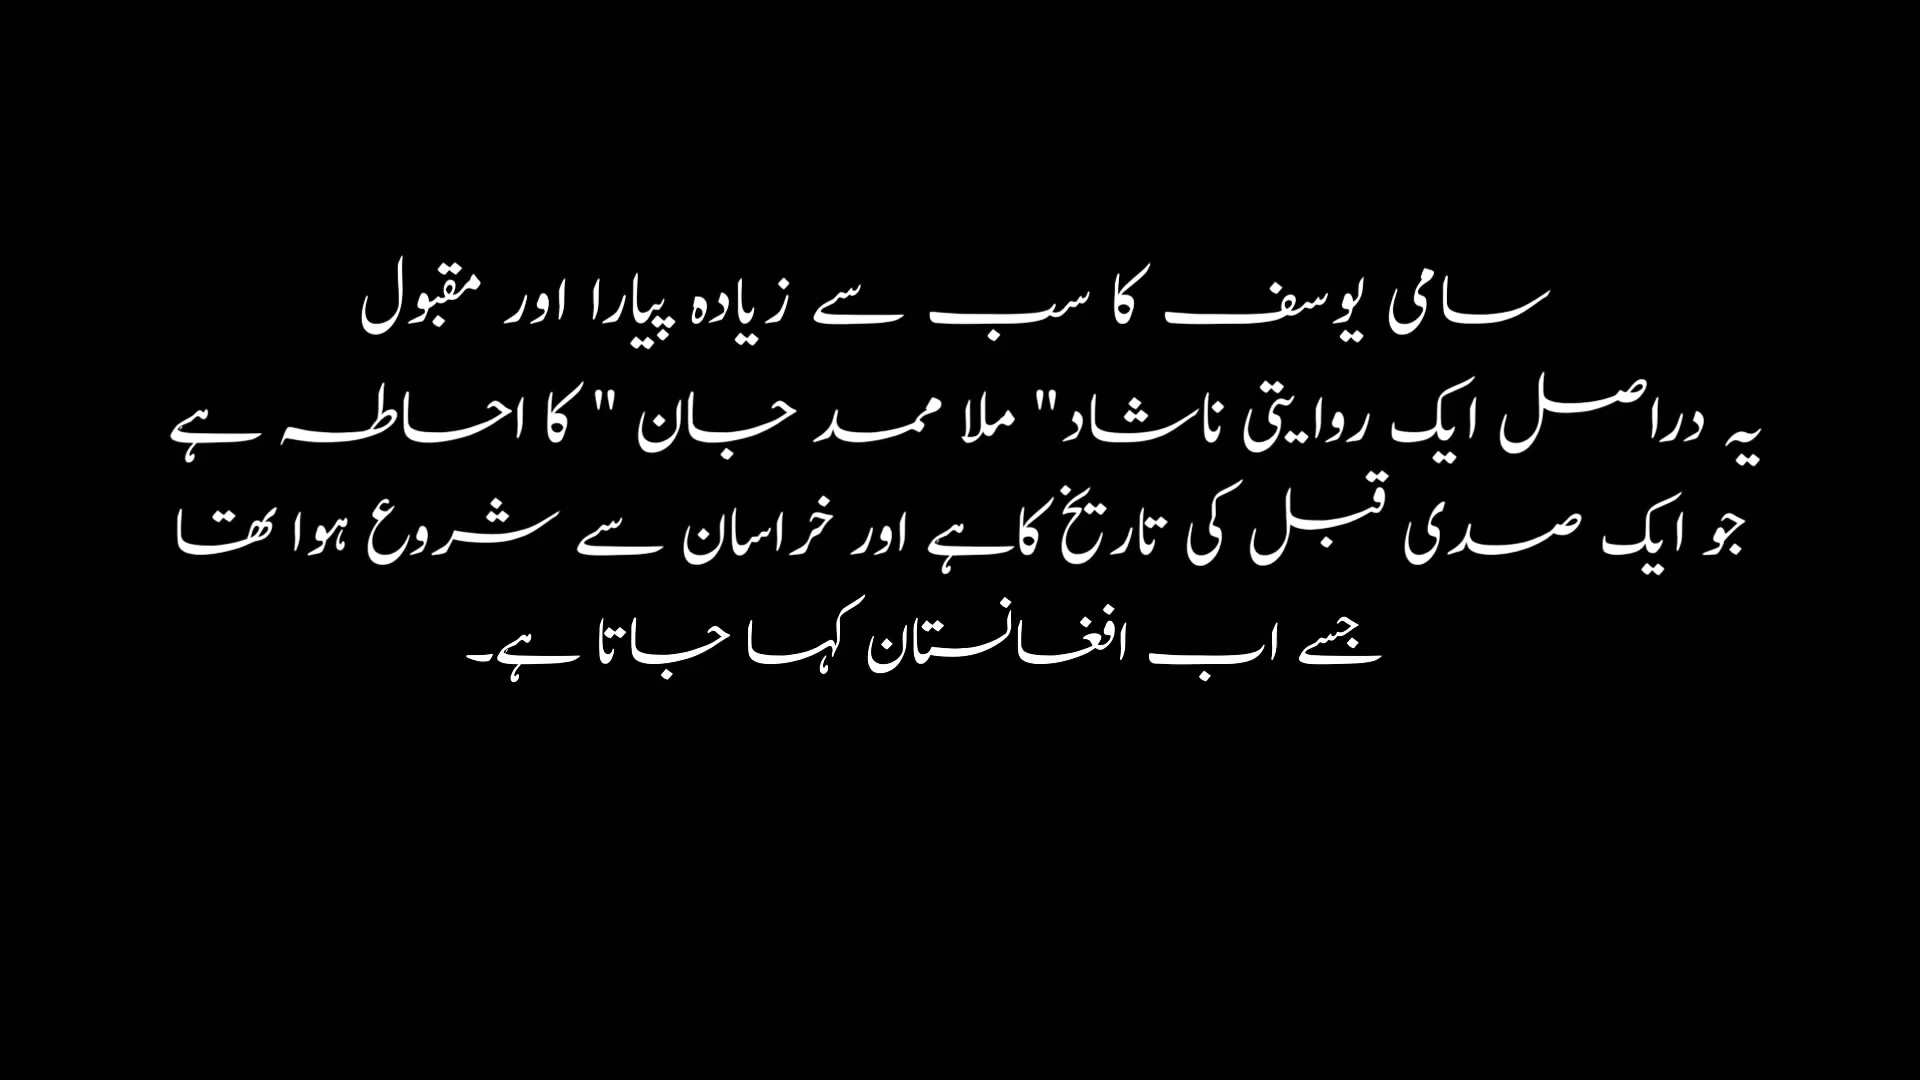 سامی یوسف کا سب سے زیادہ پیارا اور مقبول
یہ دراصل ایک روایتی ناشاد" ملا ممد جان " کا احاطہ ہے
جو ایک صدی قبل کی تاریخ کاہے اور خراسان سے شروع ہوا تھا
جسے اب افغانستان کہا جاتا ہے۔